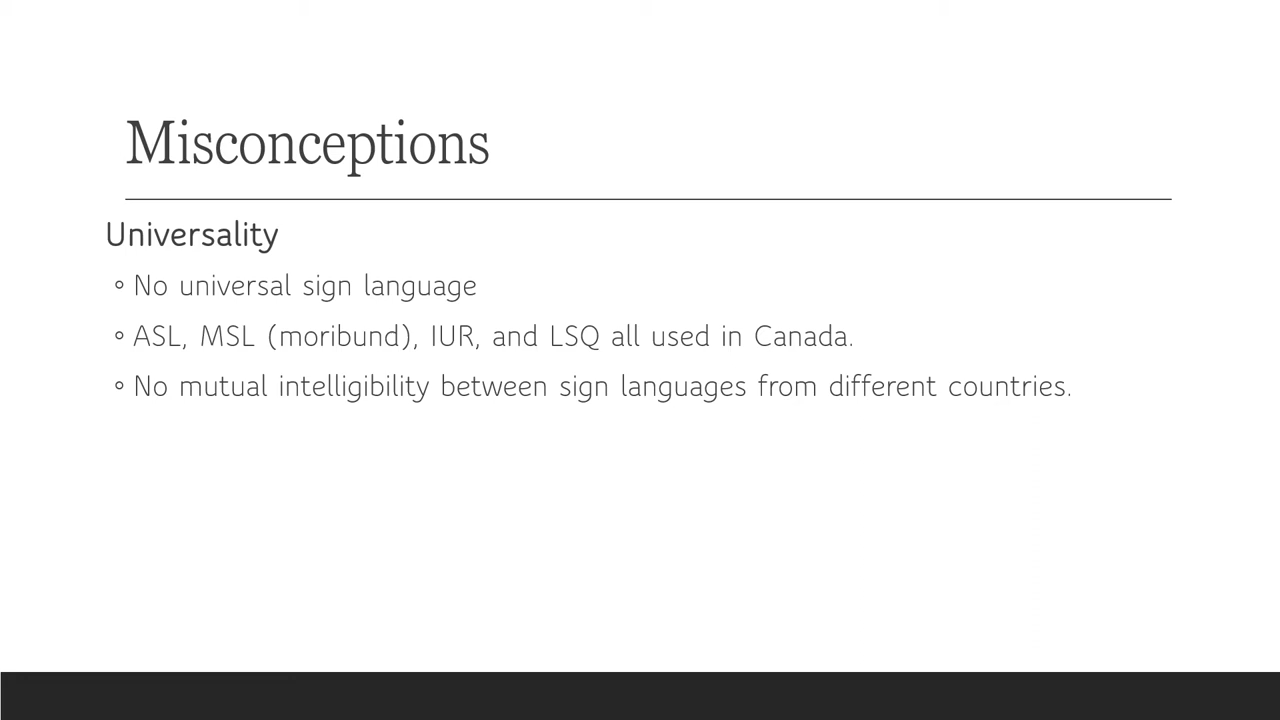 Misconceptions
Universality
◦ No universal sign language
◦ ASL, MSL (moribund), IUR, and LSQ all used in Canada.
◦ No mutual intelligibility between sign languages from different countries.